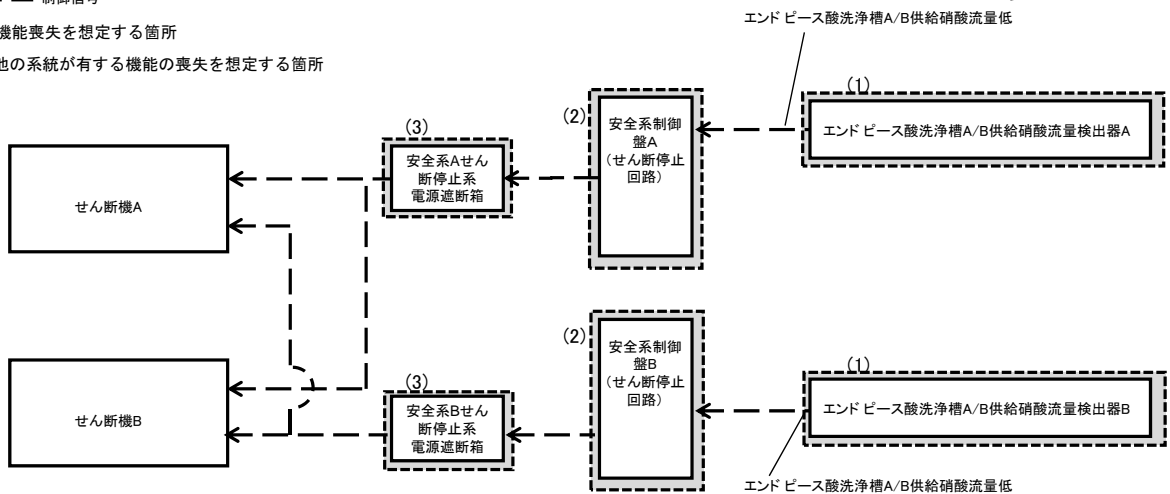 制御信号
機能喪失を想定する箇所
他の系統が有する機能の喪失を想定する箇所
エンドピース酸洗浄槽A/B供給硝酸流量低
(1)
エンドピース酸洗浄槽A/B供給硝酸流量検出器A
(2)
安全系制御
盤A
(せん断停止
回路)
(3)
安全系Aせん
断停止系
電源遮断箱
せん断機A
(1)
エンドピース酸洗浄槽A/B供給硝酸流量検出器B
(2)
安全系制御
盤B
(せん断停止
回路)
(3)
安全系Bせん
断停止系
電源遮断箱
せん断機B
エンドピース酸洗浄槽A/B供給硝酸流量低